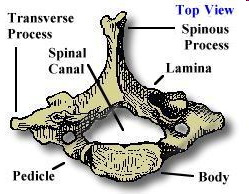 Top View
Transverse
Process
Spinous
Process
Spinal
Canal
Lamina
Pedicle
Body